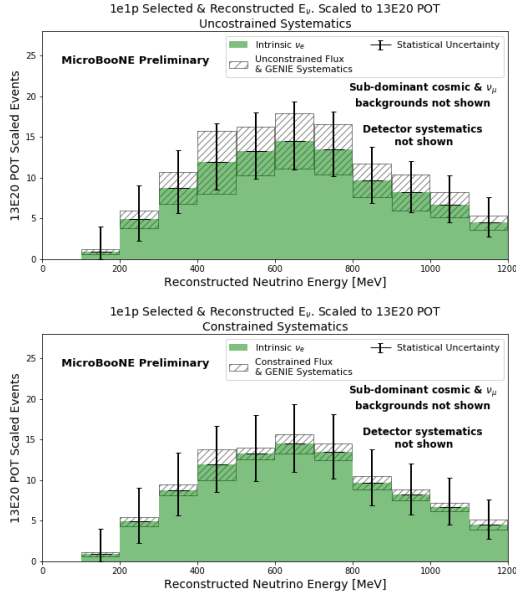 1e1p Selected & Reconstructed Eν. Scaled to 13E20 POT
Unconstrained Systematics
MicroBooNE Preliminary
Intrinsic νe
Unconstrained Flux
& GENIE Systematics
Statistical Uncertainty
Sub-dominant cosmic & νμ
backgrounds not shown
Detector systematics
not shown
13E20 POT Scaled Events
25
20
15
10
5
0
0
200
400
600
800
1000
1200
Reconstructed Neutrino Energy [MeV]
1e1p Selected & Reconstructed Eν. Scaled to 13E20 POT
Constrained Systematics
MicroBooNE Preliminary
Intrinsic νe
Constrained Flux
& GENIE Systematics
Statistical Uncertainty
Sub-dominant cosmic & νμ
backgrounds not shown
Detector systematics
not shown
13E20 POT Scaled Events
25
20
15
10
5
0
0
200
400
600
800
1000
1200
Reconstructed Neutrino Energy [MeV]